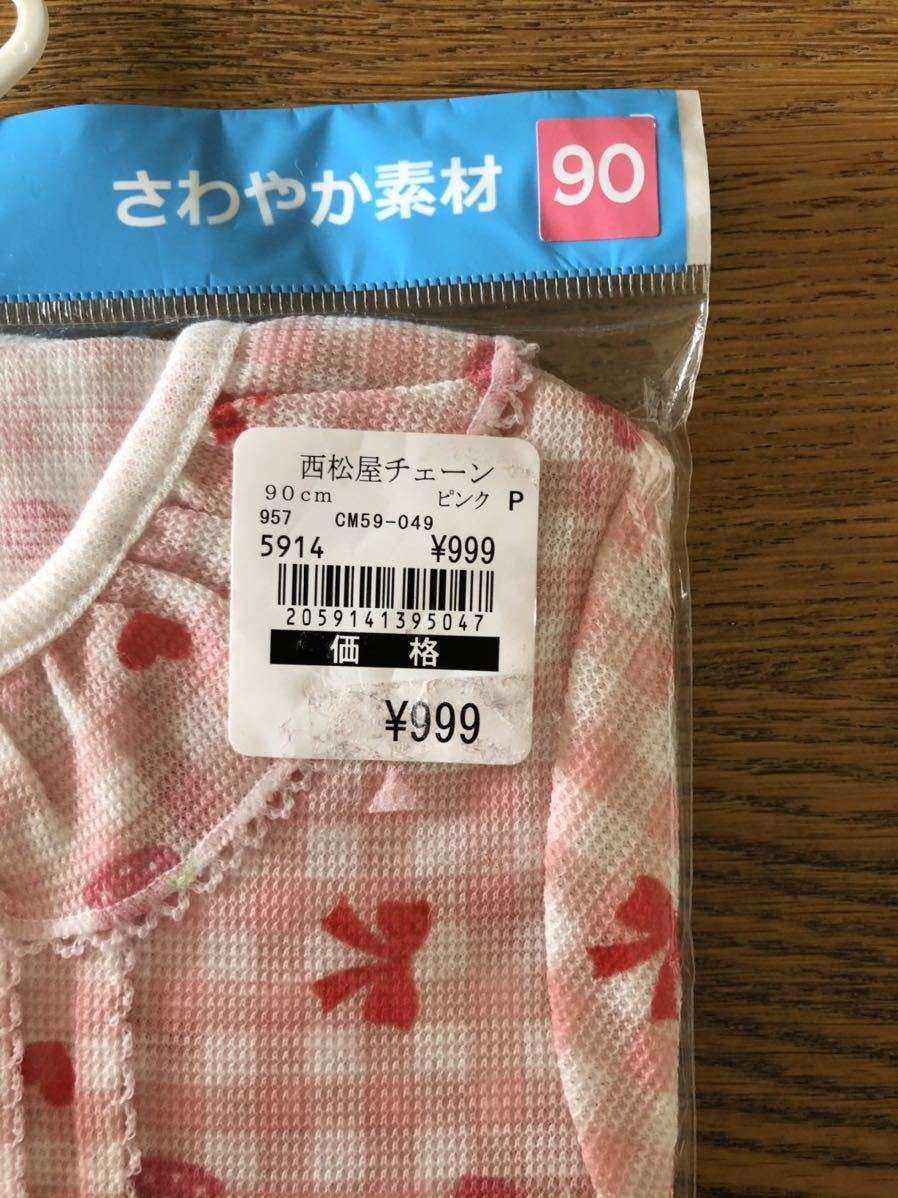 さわやか素材 90
西松屋チェーン
90cm ピンク P
957 CM59-049
5914 ¥999
2059141395047
価 格
¥999